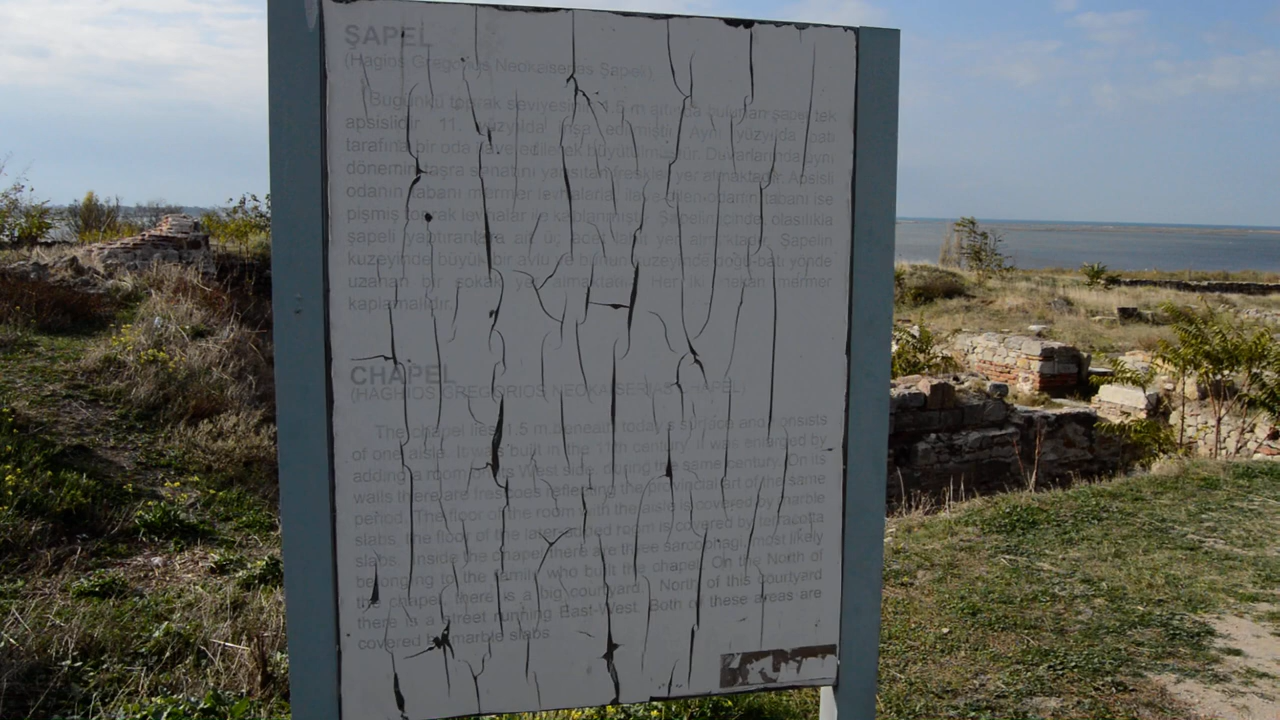 ŞAPEL
(Hagios Gregorius Neokaiserias Şapeli)
Bugünkü toprak seviyesinin 1,5 m altında bulunan şapel tek
apsislidir. 11. yüzyılda inşa edilmiştir. Aynı yüzyılda batı
tarafına bir oda ilave edilerek büyütülmüştür. Duvarlarında aynı
dönemin taşra sanatını yansıtan freskler yer almaktadır. Apsisli
odanın tabanı mermer levhalarla, ilave edilen odanın tabanı ise
pişmiş toprak levhalar ile kaplanmıştır. Şapelin içinde olasılıkla
şapeli yaptıranlara ait üç adet lahit yer almaktadır. Şapelin
kuzeyinde büyük bir avlu ve bunun kuzeyinde doğu-batı yönde
uzanan bir sokak yer almaktadır. Her iki mekan mermer
kaplamalıdır.
CHAPEL
(HAGHIOS GREGORIOS NEOKAISERIAS CHAPEL)
The chapel lies 1,5 m beneath today's surface and consists
of one aisle. It was built in the 11th century. It was enlarged by
adding a room on its West side, during the same century. On its
walls there are frescoes reflecting the provincial art of the same
period. The floor of the room with the aisle is covered by marble
slabs, the floor of the later added room is covered by terracotta
slabs. Inside the chapel there are three sarcophagi, most likely
belonging to the family who built the chapel. On the North of
the chapel, there is a big courtyard. North of this courtyard
there is a street running East-West. Both of these areas are
covered by marble slabs